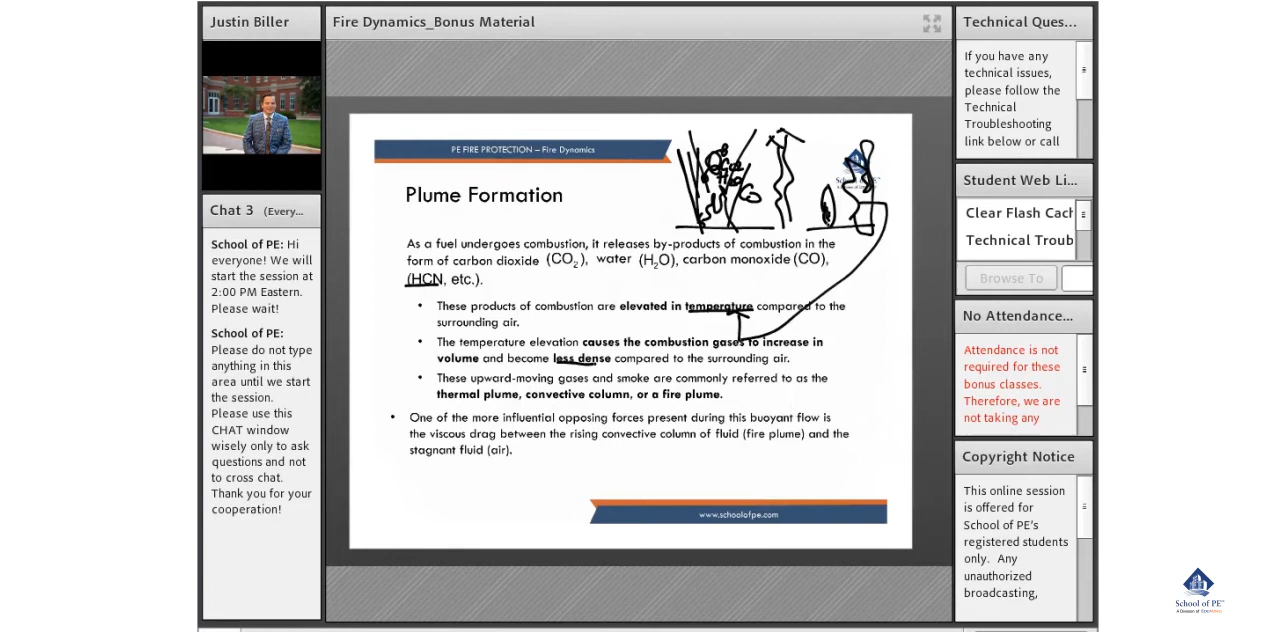 Justin Biller
Fire Dynamics_Bonus Material
Technical Ques...
If you have any
technical issues,
please follow the
Technical
Troubleshooting
link below or call
Student Web Li...
Clear Flash Cach
Technical Troub
Browse To
No Attendance...
Attendance is not
required for these
bonus classes.
Therefore, we are
not taking any
Copyright Notice
This online session
is offered for
School of PE's
registered students
only. Any
unauthorized
broadcasting,
Chat 3 (Every...
School of PE: Hi
everyone! We will
start the session at
2:00 PM Eastern.
Please wait!
School of PE:
Please do not type
anything in this
area until we start
the session.
Please use this
CHAT window
wisely only to ask
questions and not
to cross chat.
Thank you for your
cooperation!
PE FIRE PROTECTION – Fire Dynamics
Plume Formation
As a fuel undergoes combustion, it releases by-products of combustion in the
form of carbon dioxide (CO₂), water (H₂O), carbon monoxide (CO),
(HCN, etc.).
• These products of combustion are elevated in temperature compared to the
surrounding air.
• The temperature elevation causes the combustion gases to increase in
volume and become less dense compared to the surrounding air.
• These upward-moving gases and smoke are commonly referred to as the
thermal plume, convective column, or a fire plume.
• One of the more influential opposing forces present during this buoyant flow is
the viscous drag between the rising convective column of fluid (fire plume) and the
stagnant fluid (air).
www.schoolofpe.com
School of PE™